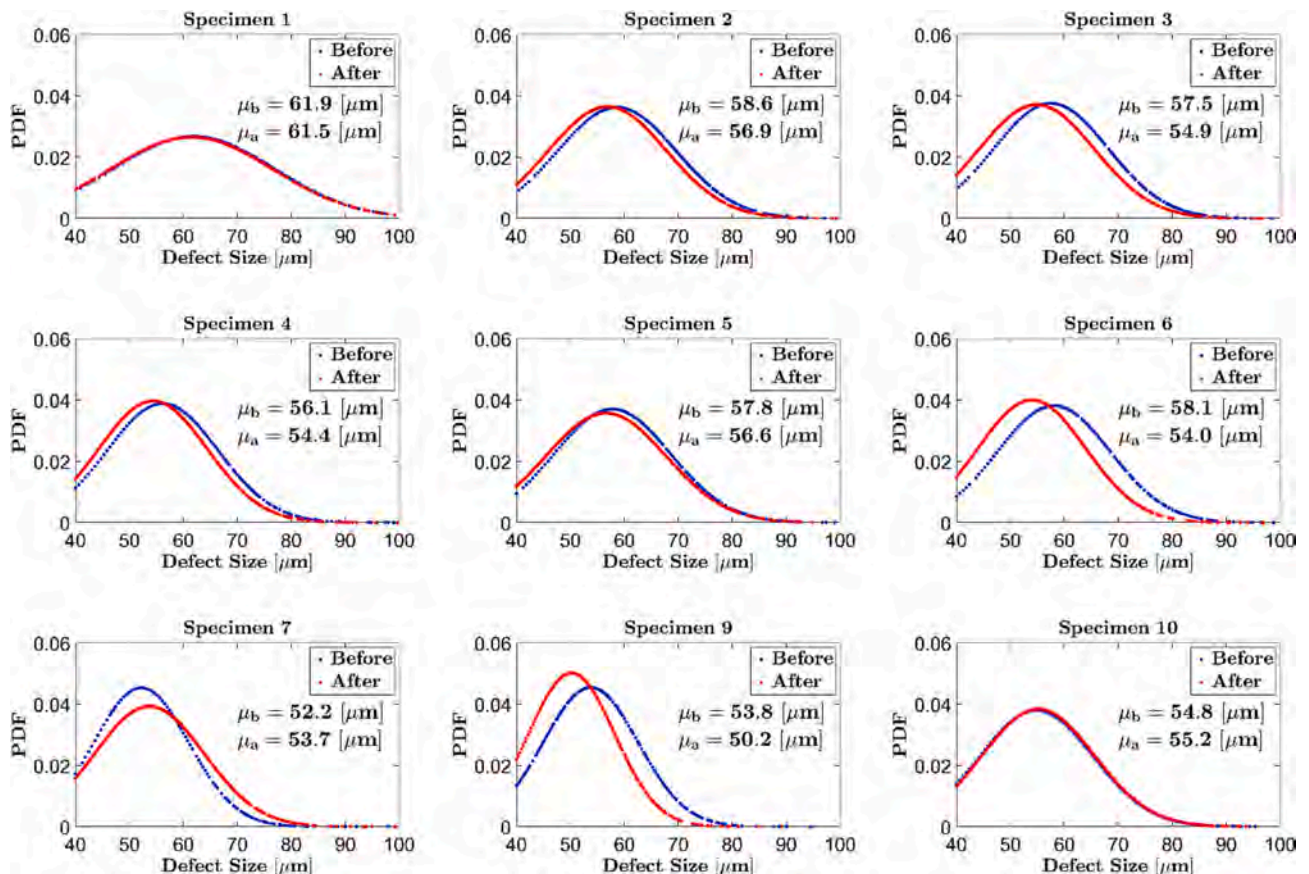 Specimen 1
0.06
0.04
0.02
0
PDF
Before
After
μb = 61.9 [μm]
μa = 61.5 [μm]
40 50 60 70 80 90 100
Defect Size [μm]
Specimen 2
0.06
0.04
0.02
0
PDF
Before
After
μb = 58.6 [μm]
μa = 56.9 [μm]
40 50 60 70 80 90 100
Defect Size [μm]
Specimen 3
0.06
0.04
0.02
0
PDF
Before
After
μb = 57.5 [μm]
μa = 54.9 [μm]
40 50 60 70 80 90 100
Defect Size [μm]
Specimen 4
0.06
0.04
0.02
0
PDF
Before
After
μb = 56.1 [μm]
μa = 54.4 [μm]
40 50 60 70 80 90 100
Defect Size [μm]
Specimen 5
0.06
0.04
0.02
0
PDF
Before
After
μb = 57.8 [μm]
μa = 56.6 [μm]
40 50 60 70 80 90 100
Defect Size [μm]
Specimen 6
0.06
0.04
0.02
0
PDF
Before
After
μb = 58.1 [μm]
μa = 54.0 [μm]
40 50 60 70 80 90 100
Defect Size [μm]
Specimen 7
0.06
0.04
0.02
0
PDF
Before
After
μb = 52.2 [μm]
μa = 53.7 [μm]
40 50 60 70 80 90 100
Defect Size [μm]
Specimen 9
0.06
0.04
0.02
0
PDF
Before
After
μb = 53.8 [μm]
μa = 50.2 [μm]
40 50 60 70 80 90 100
Defect Size [μm]
Specimen 10
0.06
0.04
0.02
0
PDF
Before
After
μb = 54.8 [μm]
μa = 55.2 [μm]
40 50 60 70 80 90 100
Defect Size [μm]